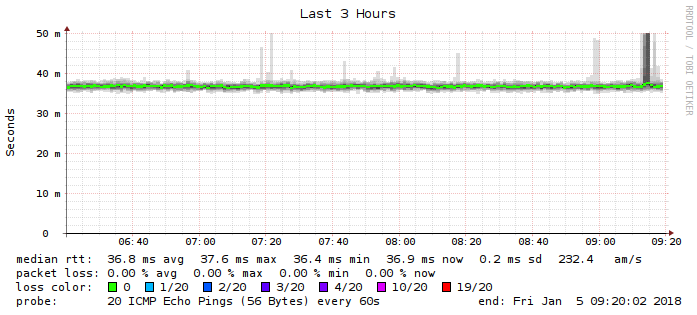 Last 3 Hours
RRDTOOL / TOBI OETIKER
50 m
40 m
30 m
20 m
10 m
0
Seconds
06:40 07:00 07:20 07:40 08:00 08:20 08:40 09:00 09:20
median rtt: 36.8 ms avg 37.6 ms max 36.4 ms min 36.9 ms now 0.2 ms sd 232.4 am/s
packet loss: 0.00 % avg 0.00 % max 0.00 % min 0.00 % now
loss color: 0 1/20 2/20 3/20 4/20 10/20 19/20
probe: 20 ICMP Echo Pings (56 Bytes) every 60s end: Fri Jan 5 09:20:02 2018